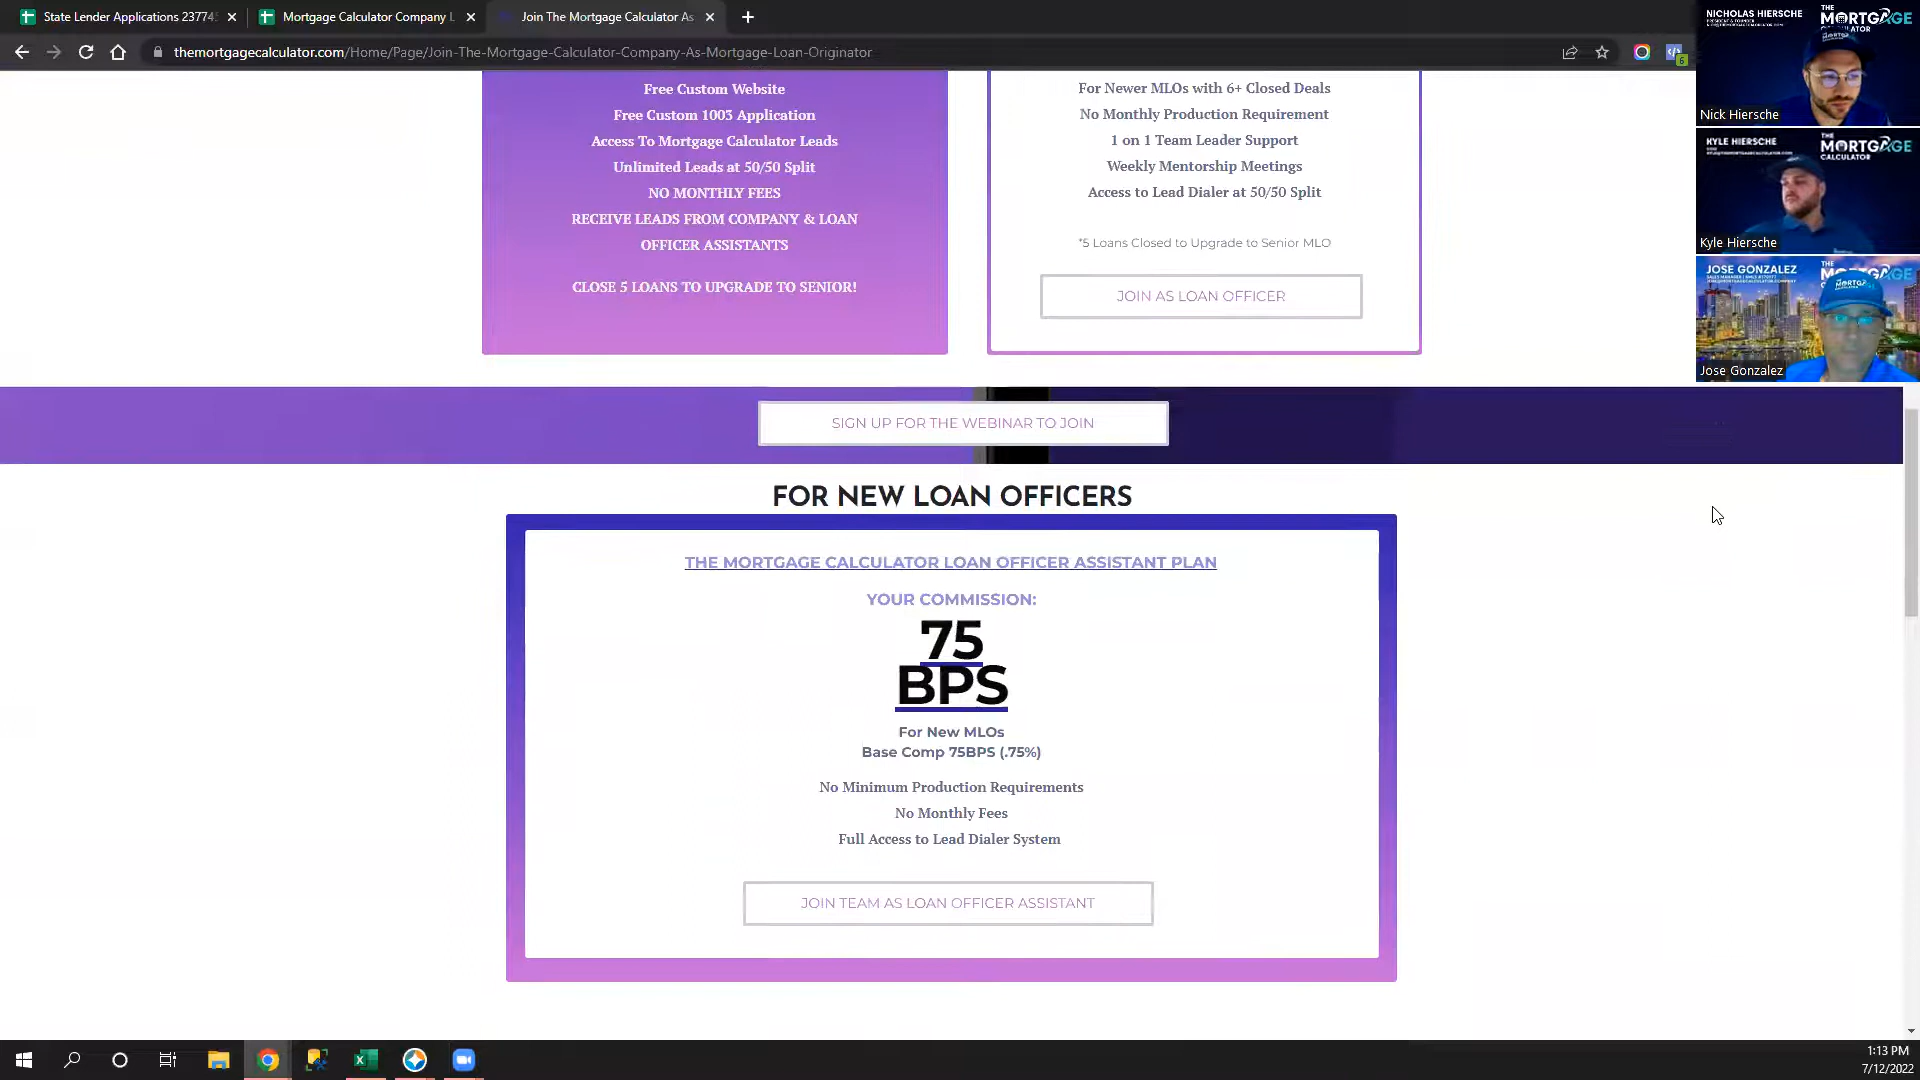 State Lender Applications 23774
Mortgage Calculator Company L
Join The Mortgage Calculator As
themortgagecalculator.com/Home/Page/Join-The-Mortgage-Calculator-Company-As-Mortgage-Loan-Originator
6
Free Custom Website
Free Custom 1003 Application
Access To Mortgage Calculator Leads
Unlimited Leads at 50/50 Split
NO MONTHLY FEES
RECEIVE LEADS FROM COMPANY & LOAN
OFFICER ASSISTANTS
CLOSE 5 LOANS TO UPGRADE TO SENIOR!
For Newer MLOs with 6+ Closed Deals
No Monthly Production Requirement
1 on 1 Team Leader Support
Weekly Mentorship Meetings
Access to Lead Dialer at 50/50 Split
*5 Loans Closed to Upgrade to Senior MLO
JOIN AS LOAN OFFICER
SIGN UP FOR THE WEBINAR TO JOIN
FOR NEW LOAN OFFICERS
THE MORTGAGE CALCULATOR LOAN OFFICER ASSISTANT PLAN
YOUR COMMISSION:
75
BPS
For New MLOs
Base Comp 75BPS (.75%)
No Minimum Production Requirements
No Monthly Fees
Full Access to Lead Dialer System
JOIN TEAM AS LOAN OFFICER ASSISTANT
NICHOLAS HIERSCHE
THE
MORTGAGE
Nick Hiersche
KYLE HIERSCHE
THE
MORTGAGE
CALCULATOR
Kyle Hiersche
JOSE GONZALEZ
THE
Jose Gonzalez
1:13 PM
7/12/2022